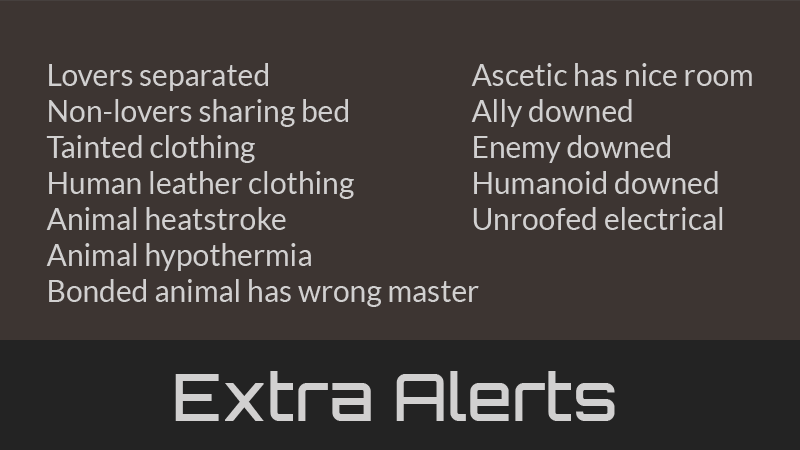 Lovers separated
Non-lovers sharing bed
Tainted clothing
Human leather clothing
Animal heatstroke
Animal hypothermia
Bonded animal has wrong master
Ascetic has nice room
Ally downed
Enemy downed
Humanoid downed
Unroofed electrical
Extra Alerts